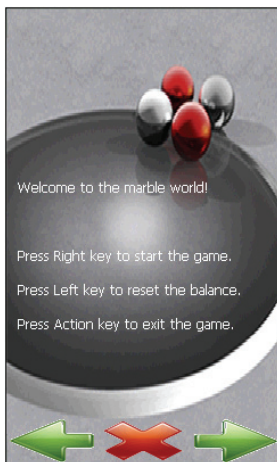 Welcome to the marble world!
Press Right key to start the game.
Press Left key to reset the balance.
Press Action key to exit the game.